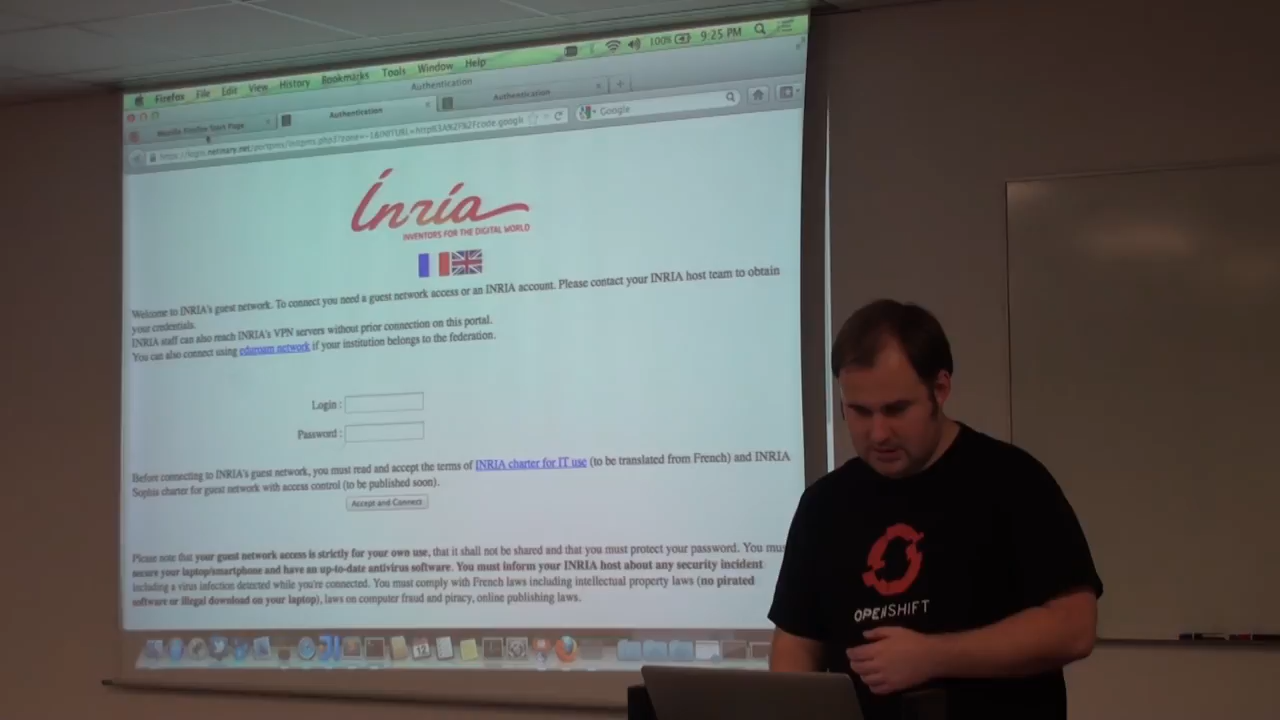 Firefox File Edit View History Bookmarks Tools Window Help 100% 9:25 PM
Authentication
Mozilla Firefox Start Page Authentication Authentication
Google
Inria
INVENTORS FOR THE DIGITAL WORLD
Welcome to INRIA's guest network. To connect you need a guest network access or an INRIA account. Please contact your INRIA host team to obtain
your credentials.
INRIA staff can also reach INRIA's VPN servers without prior connection on this portal.
You can also connect using eduroam network if your institution belongs to the federation.
Login :
Password :
Before connecting to INRIA's guest network, you must read and accept the terms of INRIA charter for IT use (to be translated from French) and INRIA
Sophia charter for guest network with access control (to be published soon).
Accept and Connect
Please note that your guest network access is strictly for your own use, that it shall not be shared and that you must protect your password. You must
secure your laptop/smartphone and have an up-to-date antivirus software. You must inform your INRIA host about any security incident
including a virus infection detected while you're connected. You must comply with French laws including intellectual property laws (no pirated
software or illegal download on your laptop), laws on computer fraud and piracy, online publishing laws.
12
OPENSHIFT